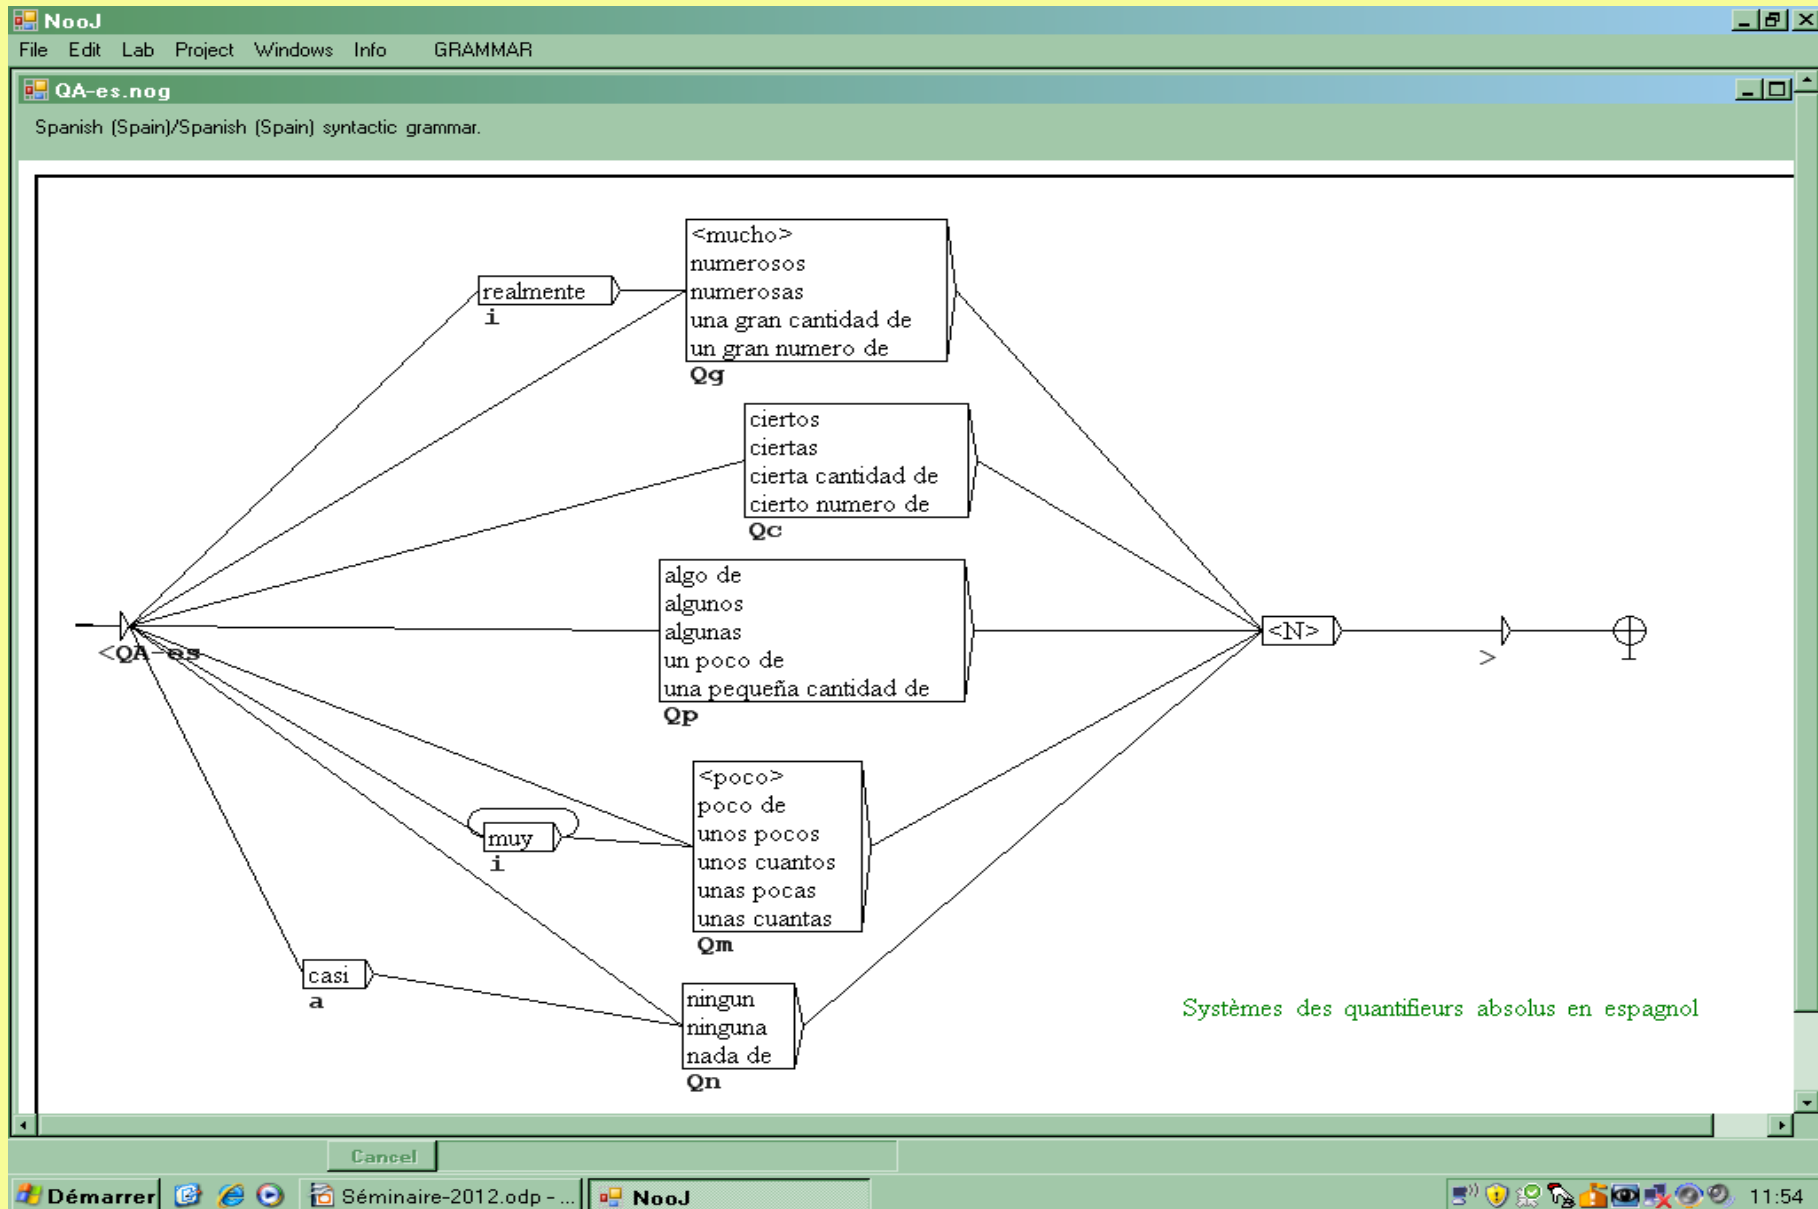 NooJ
File Edit Lab Project Windows Info GRAMMAR
QA-es.nog
Spanish (Spain)/Spanish (Spain) syntactic grammar.
<mucho>
numerosos
numerosas
una gran cantidad de
un gran numero de
Qg
realmente
i
ciertos
ciertas
cierta cantidad de
cierto numero de
Qc
algo de
algunos
algunas
un poco de
una pequeña cantidad de
Qp
<QA-es
<N>
>
<poco>
poco de
unos pocos
unos cuantos
unas pocas
unas cuantas
Qm
muy
i
casi
a
ningun
ninguna
nada de
Qn
Systèmes des quantifieurs absolus en espagnol
Cancel
Démarrer Séminaire-2012.odp - ... NooJ 11:54